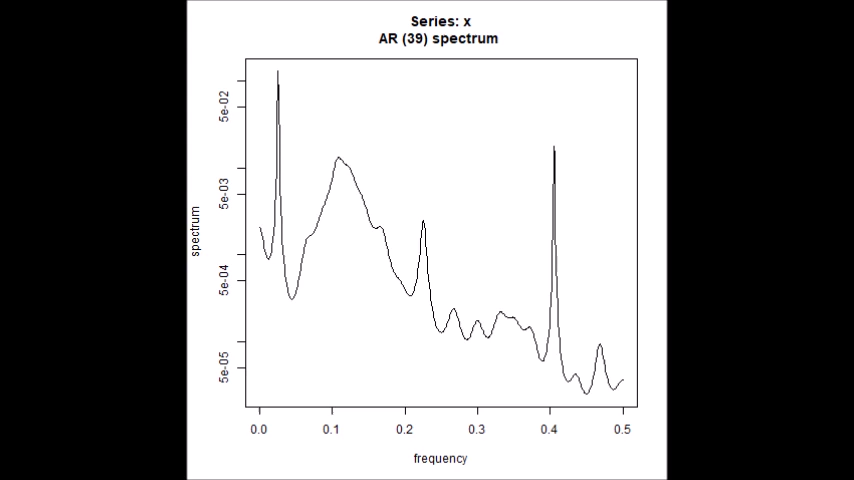 Series: x
AR (39) spectrum
spectrum
5e-02
5e-03
5e-04
5e-05
0.0 0.1 0.2 0.3 0.4 0.5
frequency